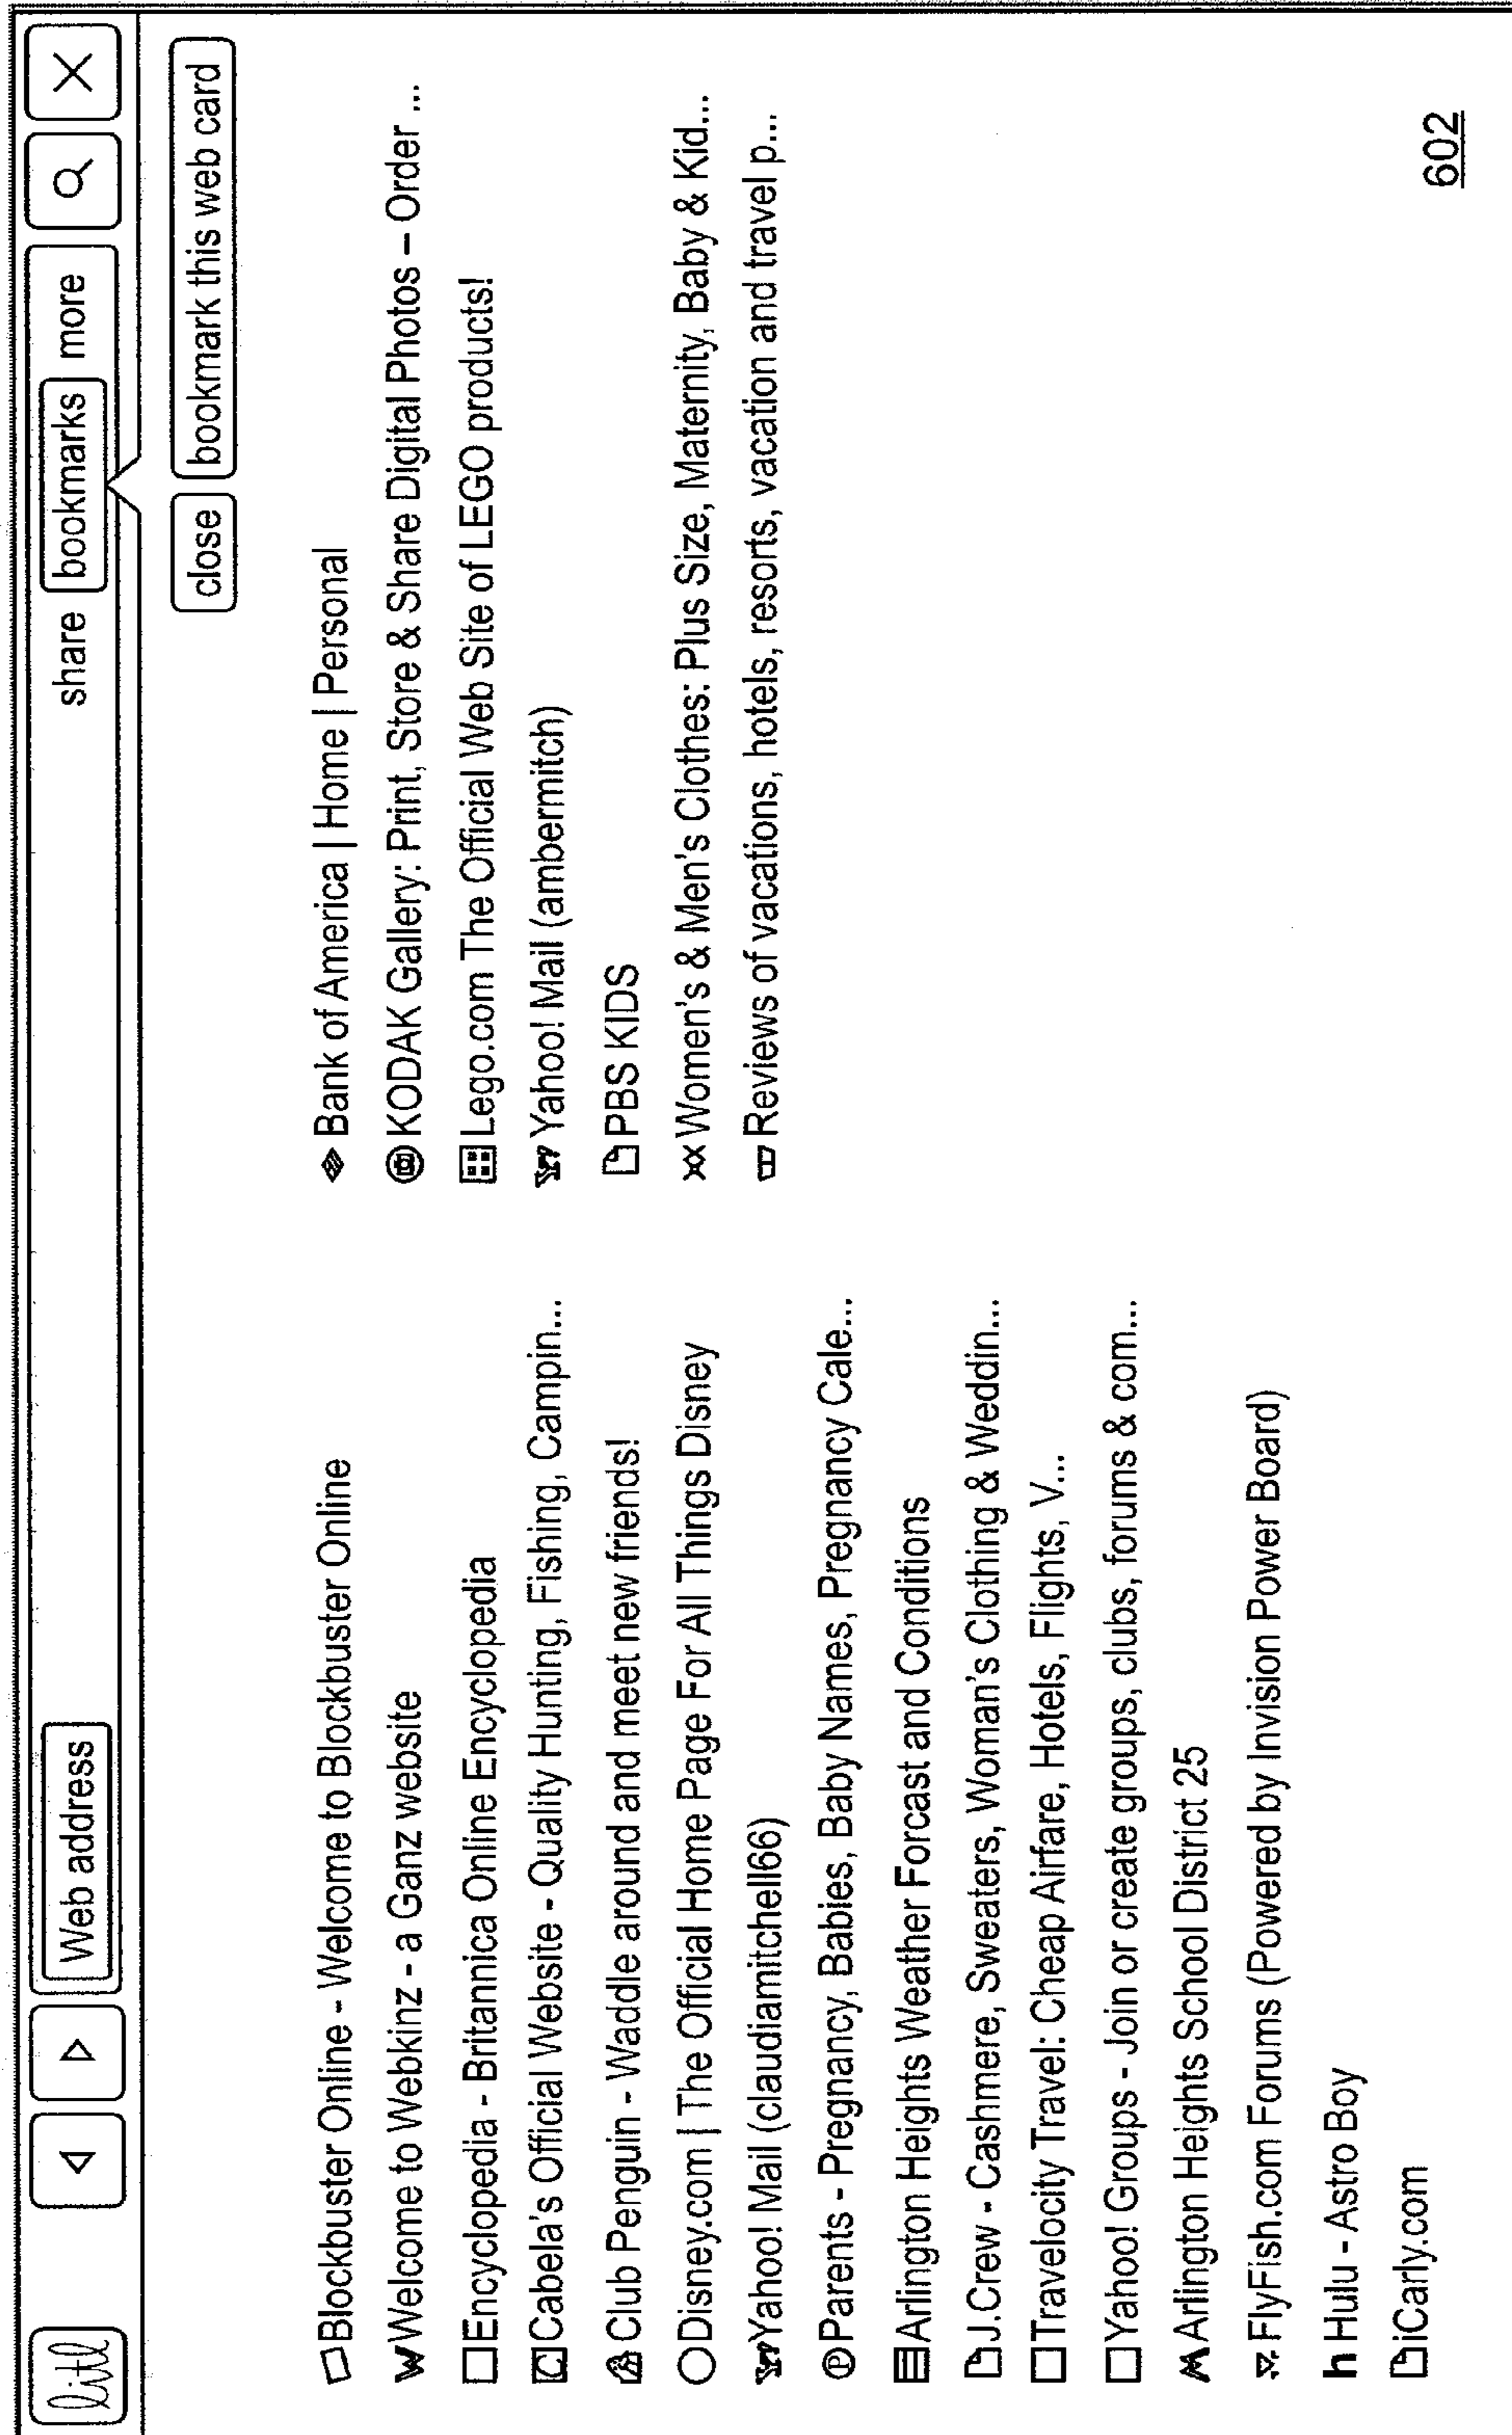 litl
Web address
share bookmarks more
close bookmark this web card
Blockbuster Online - Welcome to Blockbuster Online
Welcome to Webkinz - a Ganz website
Encyclopedia - Britannica Online Encyclopedia
Cabela's Official Website - Quality Hunting, Fishing, Campin...
Club Penguin - Waddle around and meet new friends!
Disney.com | The Official Home Page For All Things Disney
Yahoo! Mail (claudiamitchell66)
Parents - Pregnancy, Babies, Baby Names, Pregnancy Cale...
Arlington Heights Weather Forcast and Conditions
J.Crew - Cashmere, Sweaters, Woman's Clothing & Weddin...
Travelocity Travel: Cheap Airfare, Hotels, Flights, V...
Yahoo! Groups - Join or create groups, clubs, forums & com...
Arlington Heights School District 25
FlyFish.com Forums (Powered by Invision Power Board)
h Hulu - Astro Boy
iCarly.com
Bank of America | Home | Personal
KODAK Gallery: Print, Store & Share Digital Photos – Order ...
Lego.com The Official Web Site of LEGO products!
Yahoo! Mail (ambermitch)
PBS KIDS
Women's & Men's Clothes: Plus Size, Maternity, Baby & Kid...
Reviews of vacations, hotels, resorts, vacation and travel p...
602